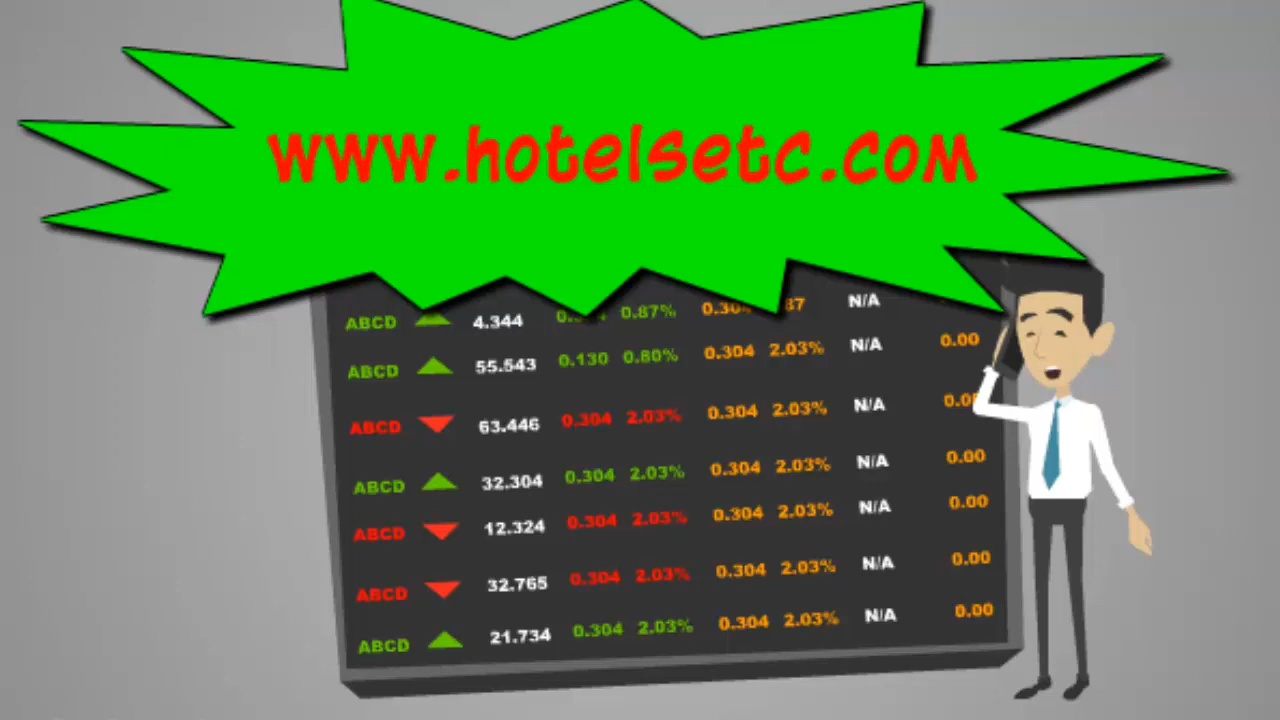 www.hotelsetc.com
ABCD 4.344 0.87% N/A
ABCD 55.543 0.130 0.80% 0.304 2.03% N/A 0.00
ABCD 63.446 0.304 2.03% 0.304 2.03% N/A
ABCD 32.304 0.304 2.03% 0.304 2.03% N/A 0.00
ABCD 12.324 0.304 2.03% 0.304 2.03% N/A 0.00
ABCD 32.765 0.304 2.03% 0.304 2.03% N/A 0.00
ABCD 21.734 0.304 2.03% 0.304 2.03% N/A 0.00